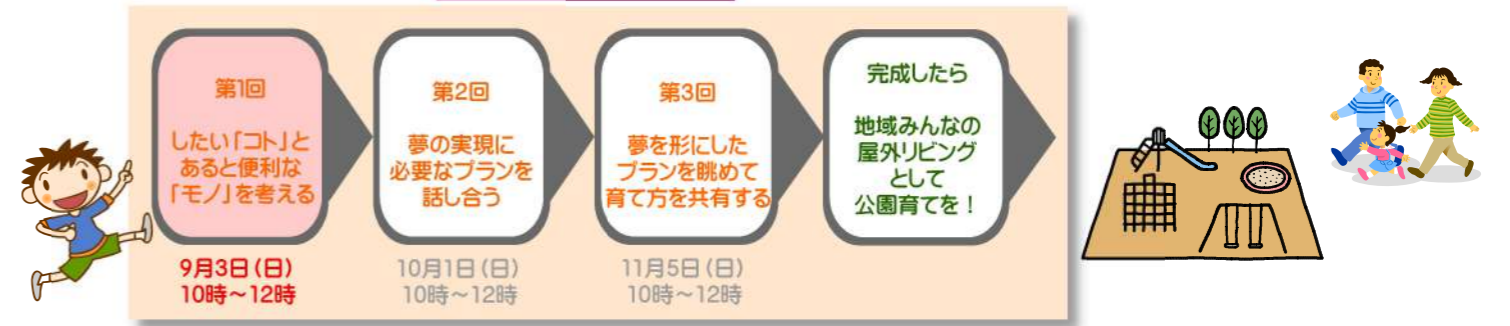 第1回
したい「コト」と
あると便利な
「モノ」を考える
9月3日(日)
10時～12時
第2回
夢の実現に
必要なプランを
話し合う
10月1日(日)
10時～12時
第3回
夢を形にした
プランを眺めて
育て方を共有する
11月5日(日)
10時～12時
完成したら
地域みんなの
屋外リビング
として
公園育てを！